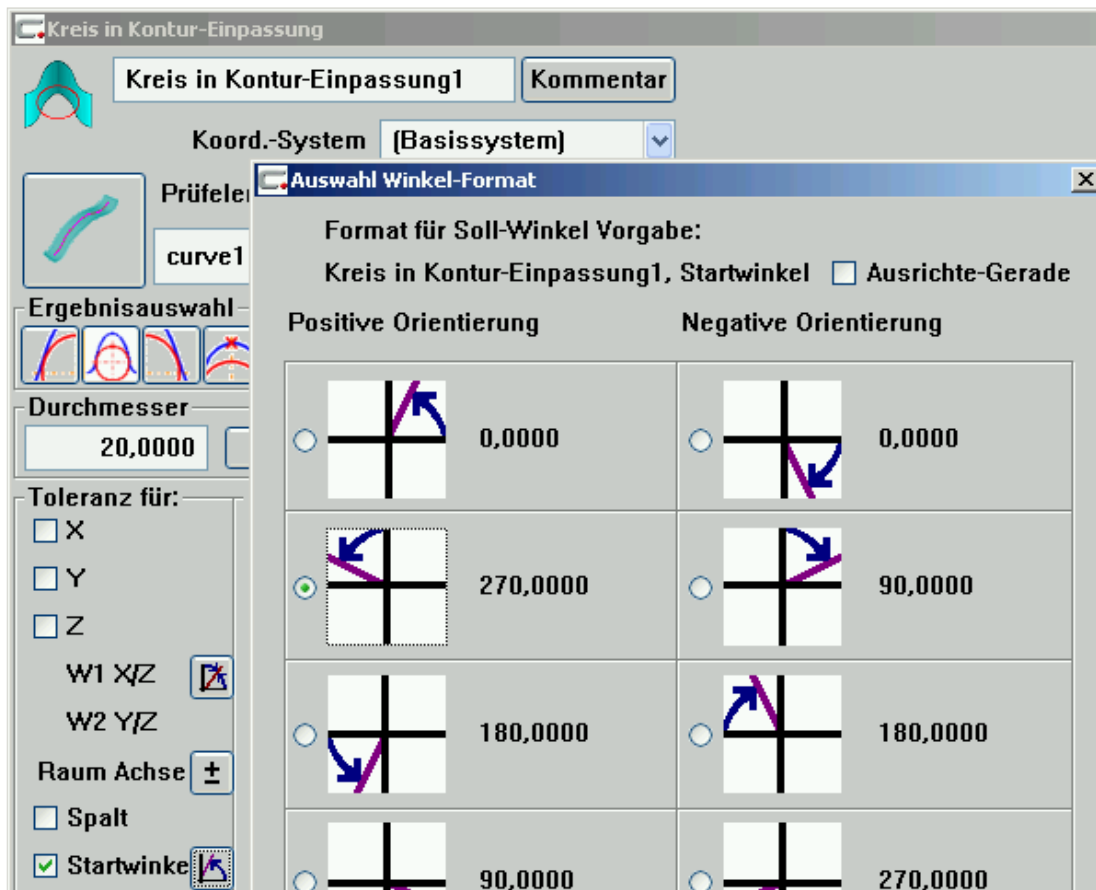 Kreis in Kontur-Einpassung
Kreis in Kontur-Einpassung1 Kommentar
Koord.-System (Basissystem)
Prüfele
curve1
Ergebnisauswahl
Durchmesser
20,0000
Toleranz für:
X
Y
Z
W1 X/Z
W2 Y/Z
Raum Achse ±
Spalt
Startwinke
Auswahl Winkel-Format
Format für Soll-Winkel Vorgabe:
Kreis in Kontur-Einpassung1, Startwinkel Ausrichte-Gerade
Positive Orientierung Negative Orientierung
0,0000 0,0000
270,0000 90,0000
180,0000 180,0000
90,0000 270,0000